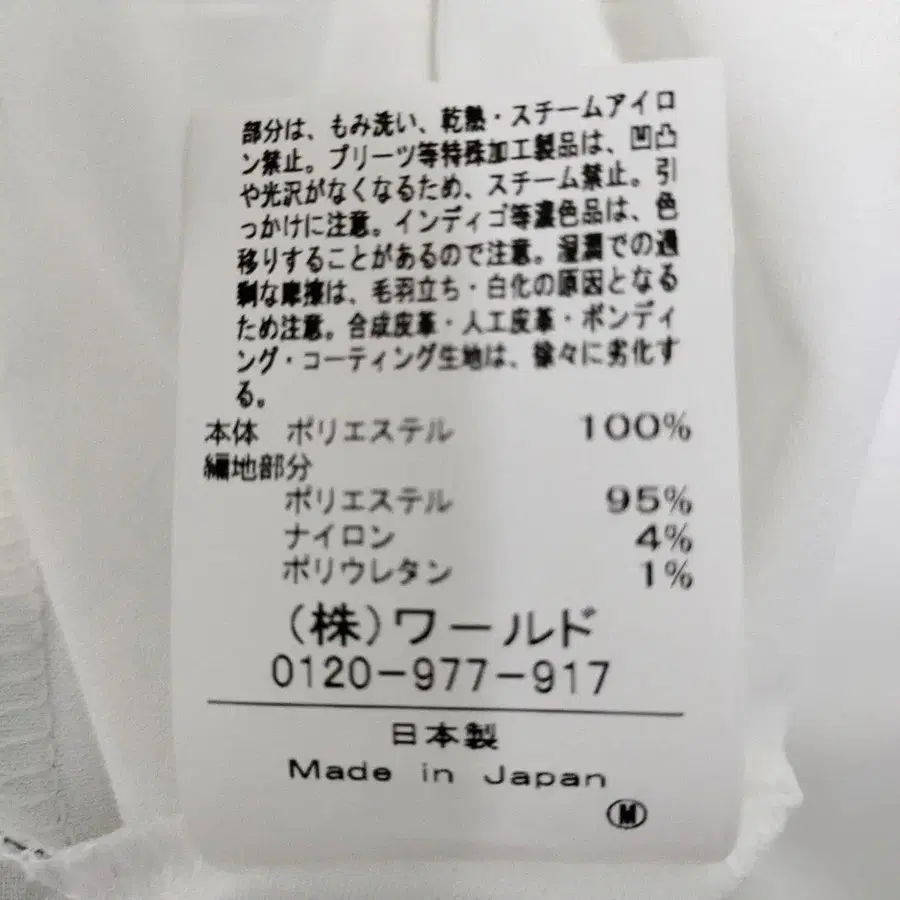 部分は、もみ洗い、乾熱・スチームアイロ
ン禁止。プリーツ等特殊加工製品は、凹凸
や光沢がなくなるため、スチーム禁止。引
っかけに注意。インディゴ等濃色品は、色
移りすることがあるので注意。湿潤での過
剰な摩擦は、毛羽立ち・白化の原因となる
ため注意。合成皮革・人工皮革・ボンディ
ング・コーティング生地は、徐々に劣化す
る。
本体 ポリエステル 100%
編地部分
ポリエステル 95%
ナイロン 4%
ポリウレタン 1%
(株)ワールド
0120-977-917
日本製
Made in Japan
M